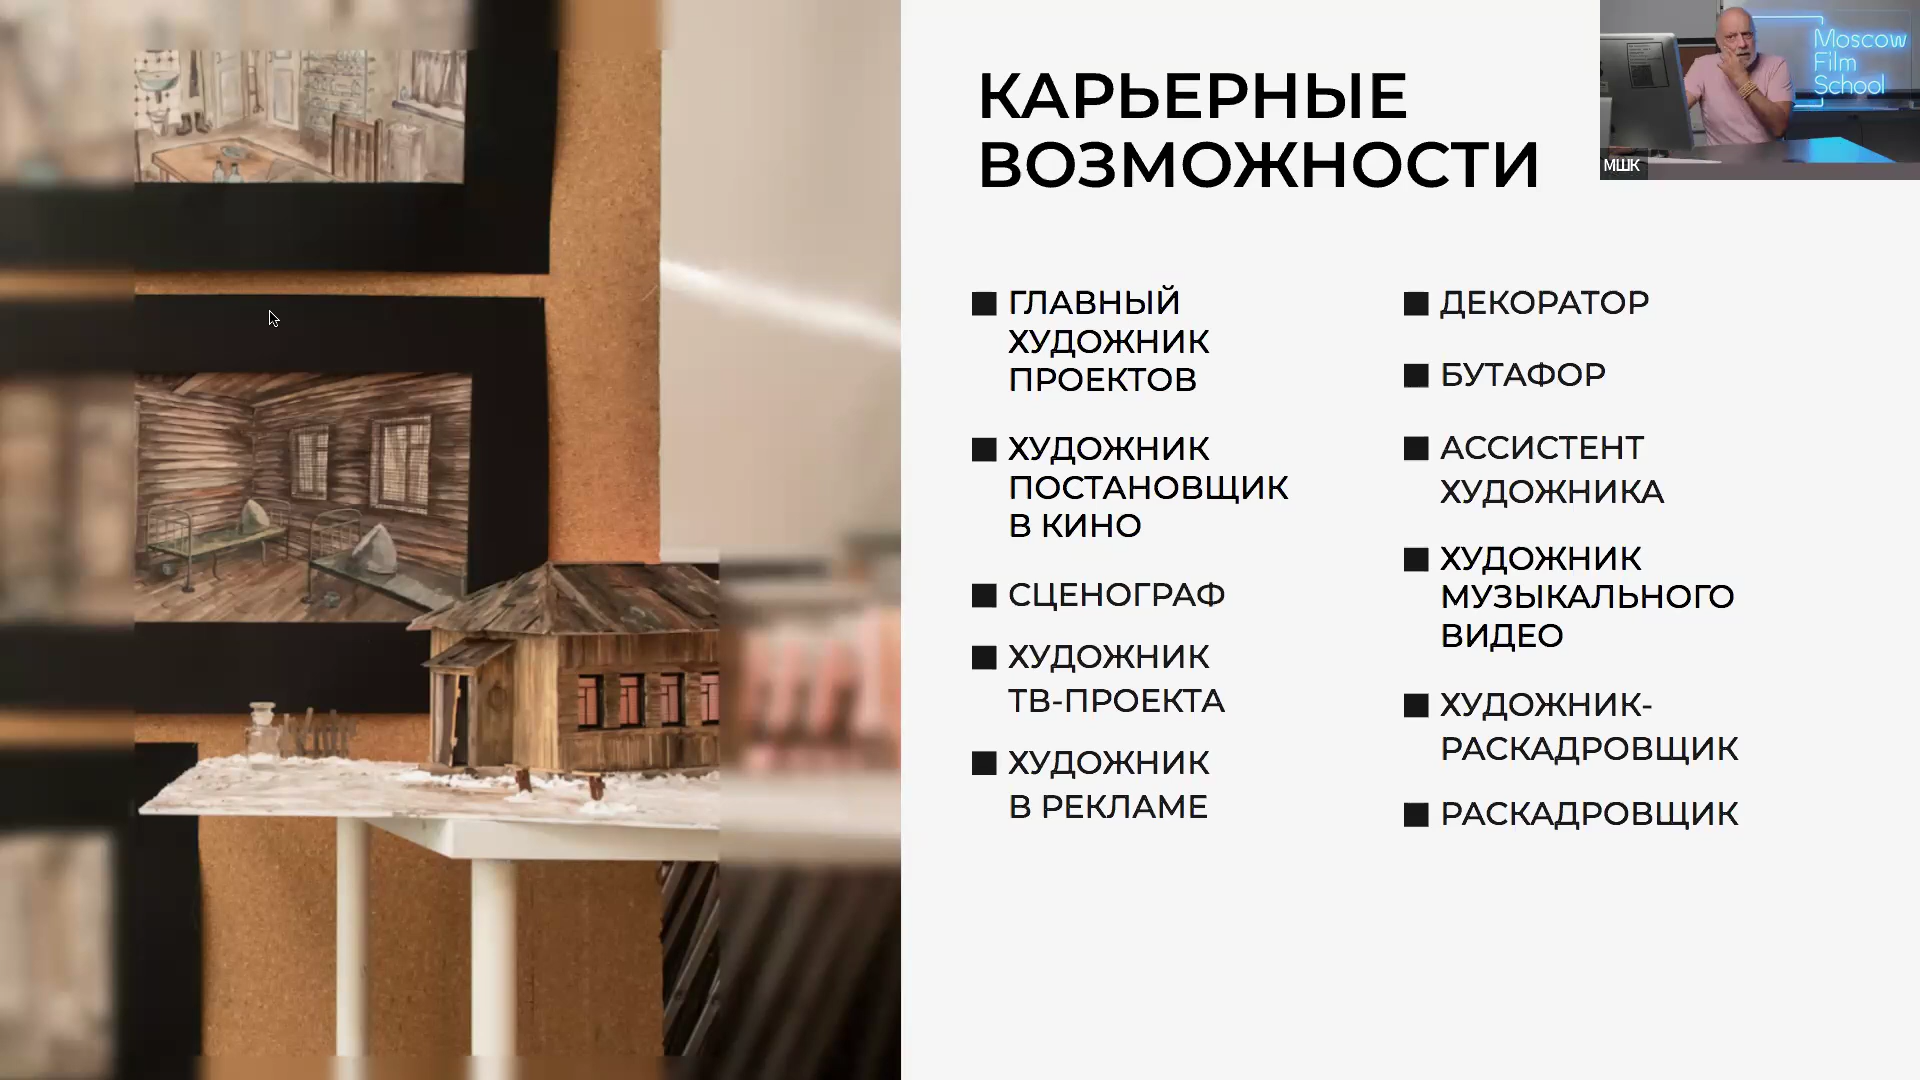 КАРЬЕРНЫЕ
ВОЗМОЖНОСТИ
ГЛАВНЫЙ
ХУДОЖНИК
ПРОЕКТОВ
ХУДОЖНИК
ПОСТАНОВЩИК
В КИНО
СЦЕНОГРАФ
ХУДОЖНИК
ТВ-ПРОЕКТА
ХУДОЖНИК
В РЕКЛАМЕ
ДЕКОРАТОР
БУТАФОР
АССИСТЕНТ
ХУДОЖНИКА
ХУДОЖНИК
МУЗЫКАЛЬНОГО
ВИДЕО
ХУДОЖНИК-
РАСКАДРОВЩИК
РАСКАДРОВЩИК
Moscow
Film
School
МШК